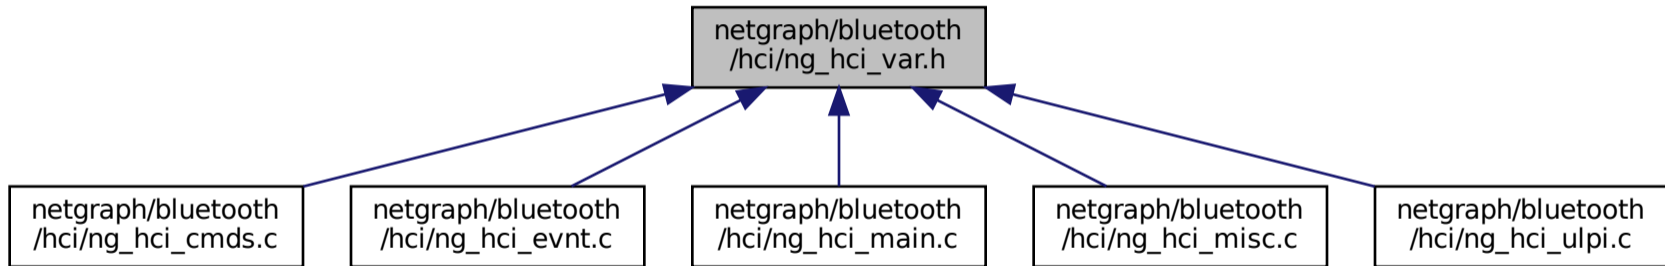 netgraph/bluetooth
/hci/ng_hci_var.h
netgraph/bluetooth
/hci/ng_hci_cmds.c
netgraph/bluetooth
/hci/ng_hci_evnt.c
netgraph/bluetooth
/hci/ng_hci_main.c
netgraph/bluetooth
/hci/ng_hci_misc.c
netgraph/bluetooth
/hci/ng_hci_ulpi.c